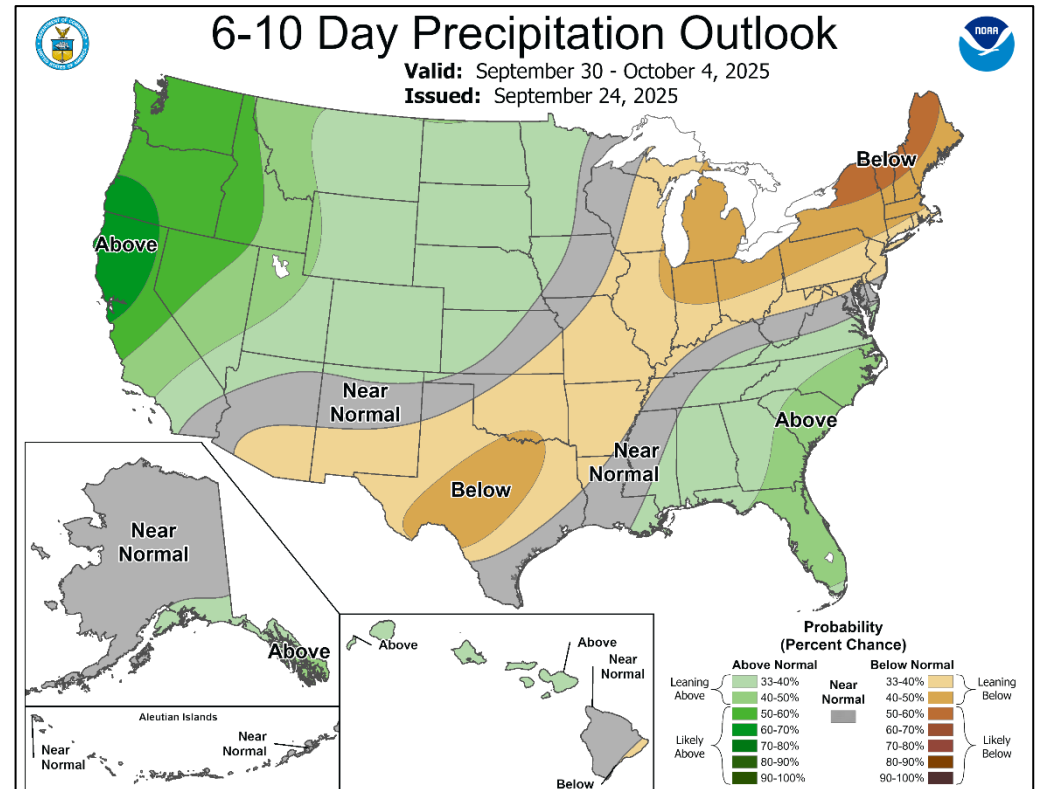 6-10 Day Precipitation Outlook
Valid: September 30 - October 4, 2025
Issued: September 24, 2025
NOAA
Below
Above
Near
Normal
Above
Near
Normal
Below
Near
Normal
Above
Above
Above
Near
Normal
Below
Aleutian Islands
Near
Normal
Near
Normal
Probability
(Percent Chance)
Above Normal
Below Normal
Leaning
Above
Likely
Above
33-40%
40-50%
50-60%
60-70%
70-80%
80-90%
90-100%
Near
Normal
33-40%
40-50%
50-60%
60-70%
70-80%
80-90%
90-100%
Leaning
Below
Likely
Below